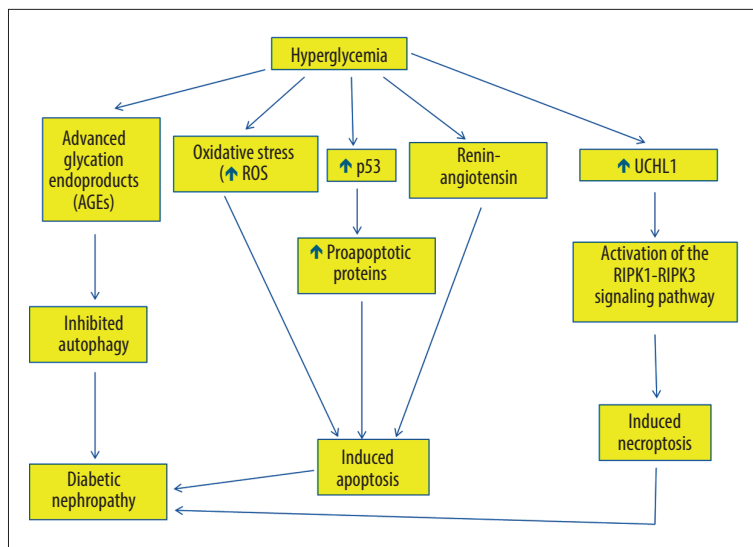 Hyperglycemia
Advanced
glycation
endoproducts
(AGEs)
Oxidative stress
(↑ ROS
↑ p53
Renin-
angiotensin
↑ UCHL1
↑ Proapoptotic
proteins
Activation of the
RIPK1-RIPK3
signaling pathway
Inhibited
autophagy
Induced
necroptosis
Induced
apoptosis
Diabetic
nephropathy